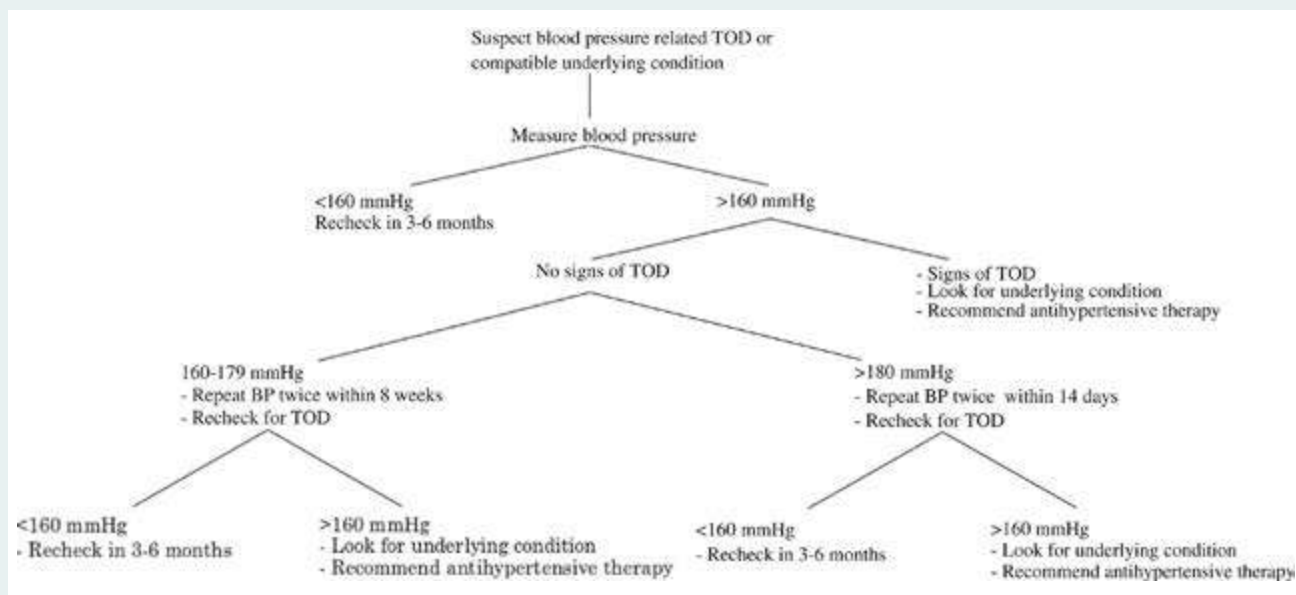 Suspect blood pressure related TOD or
compatible underlying condition
Measure blood pressure
<160 mmHg
Recheck in 3-6 months
>160 mmHg
No signs of TOD
- Signs of TOD
- Look for underlying condition
- Recommend antihypertensive therapy
160-179 mmHg
- Repeat BP twice within 8 weeks
- Recheck for TOD
>180 mmHg
- Repeat BP twice within 14 days
- Recheck for TOD
<160 mmHg
- Recheck in 3-6 months
>160 mmHg
- Look for underlying condition
- Recommend antihypertensive therapy
<160 mmHg
- Recheck in 3-6 months
>160 mmHg
- Look for underlying condition
- Recommend antihypertensive therapy